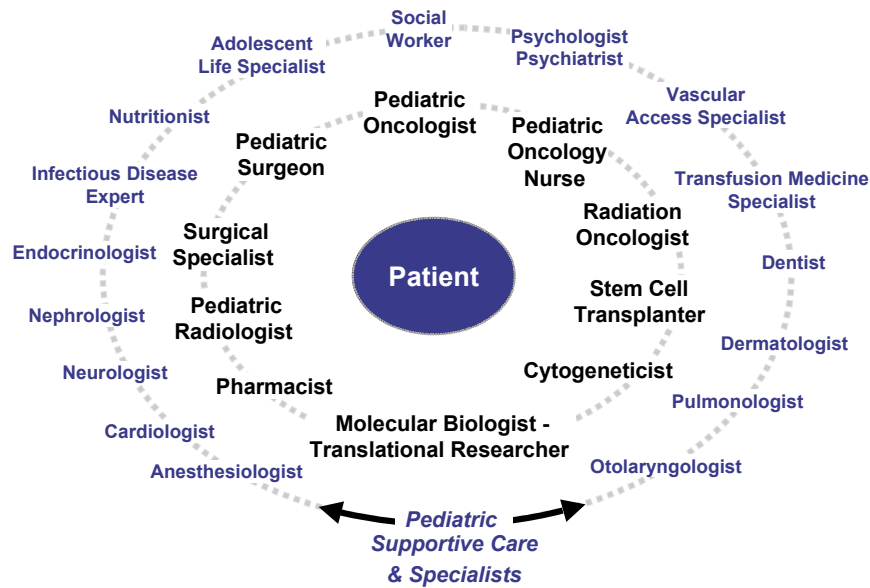 Social
Worker
Psychologist
Psychiatrist
Adolescent
Life Specialist
Vascular
Access Specialist
Nutritionist
Pediatric
Oncologist
Pediatric
Oncology
Nurse
Pediatric
Surgeon
Infectious Disease
Expert
Transfusion Medicine
Specialist
Surgical
Specialist
Radiation
Oncologist
Endocrinologist
Patient
Dentist
Nephrologist
Pediatric
Radiologist
Stem Cell
Transplanter
Dermatologist
Neurologist
Pharmacist
Cytogeneticist
Pulmonologist
Cardiologist
Molecular Biologist -
Translational Researcher
Anesthesiologist
Otolaryngologist
Pediatric
Supportive Care
& Specialists